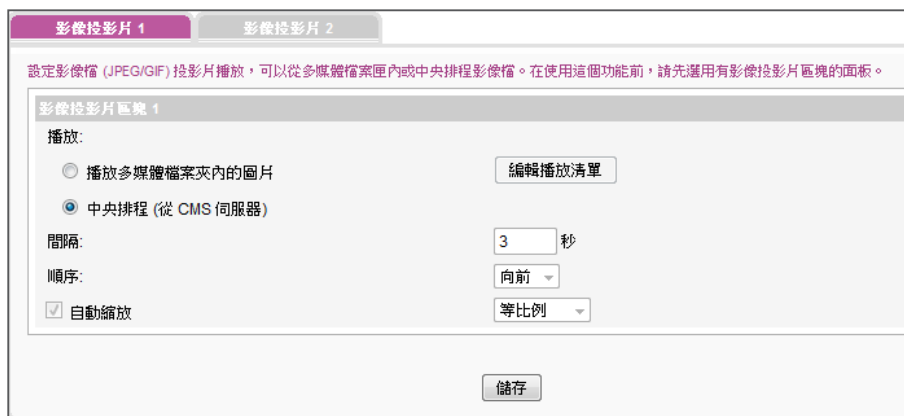 影像投影片 1 影像投影片 2
設定影像檔 (JPEG/GIF) 投影片播放，可以從多媒體檔案匣內或中央排程影像檔。在使用這個功能前，請先選用有影像投影片區塊的面板。
影像投影片區塊 1
播放:
播放多媒體檔案夾內的圖片 編輯播放清單
中央排程 (從 CMS 伺服器)
間隔: 3 秒
順序: 向前
自動縮放 等比例
儲存